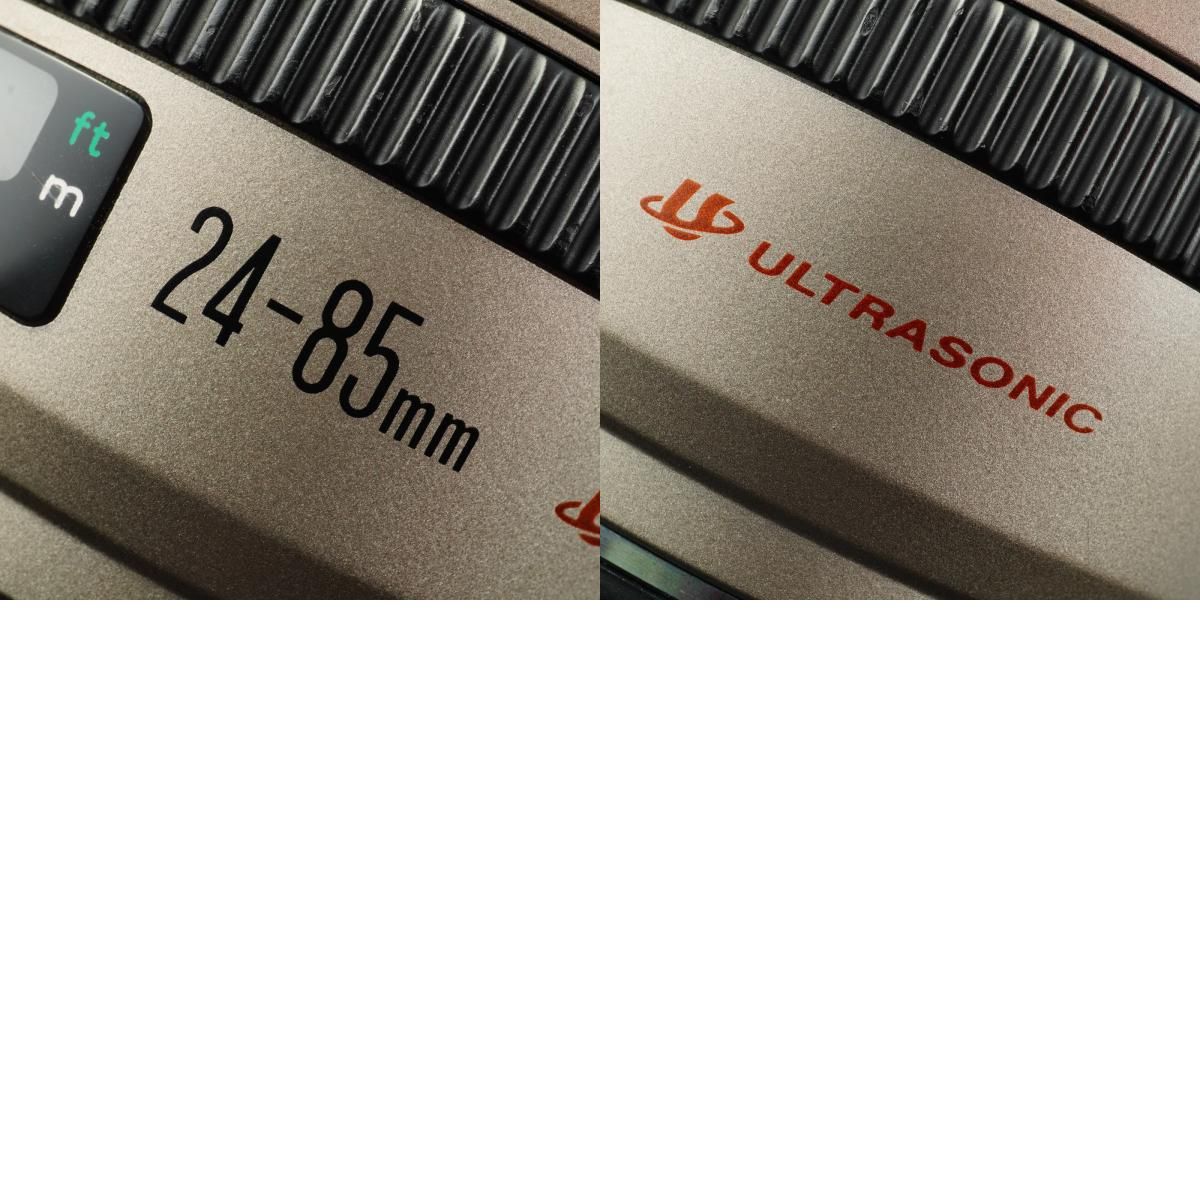 ft
m
24-85mm
ULTRASONIC